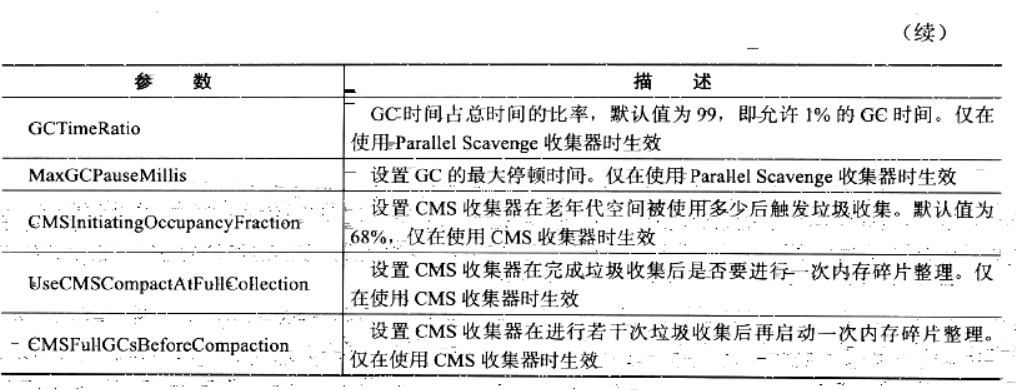 （续）
参 数 描 述
GCTimeRatio
GC时间占总时间的比率，默认值为 99，即允许 1% 的 GC 时间。仅在
使用 Parallel Scavenge 收集器时生效
MaxGCPauseMillis
设置 GC 的最大停顿时间。仅在使用 Parallel Scavenge 收集器时生效
CMSInitiatingOccupancyFraction
设置 CMS 收集器在老年代空间被使用多少后触发垃圾收集。默认值为
68%，仅在使用 CMS 收集器时生效
UseCMSCompactAtFullCollection
设置 CMS 收集器在完成垃圾收集后是否要进行一次内存碎片整理。仅
在使用 CMS 收集器时生效
CMSFullGCsBeforeCompaction
设置 CMS 收集器在进行若干次垃圾收集后再启动一次内存碎片整理。
仅在使用 CMS 收集器时生效